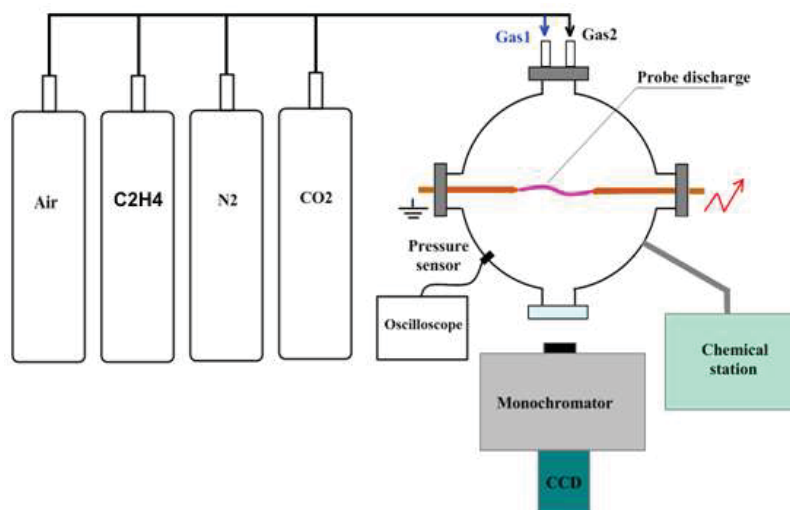 Gas1
Gas2
Probe discharge
Air
C2H4
N2
CO2
Pressure
sensor
Oscilloscope
Chemical
station
Monochromator
CCD